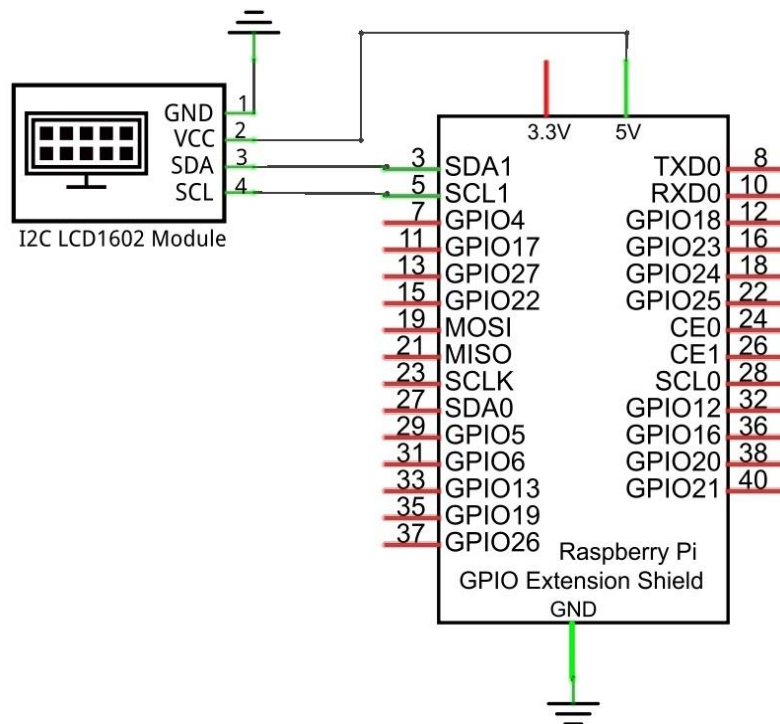 GND 1
VCC 2
SDA 3
SCL 4
I2C LCD1602 Module
3.3V 5V
3 SDA1 TXD0 8
5 SCL1 RXD0 10
7 GPIO4 GPIO18 12
11 GPIO17 GPIO23 16
13 GPIO27 GPIO24 18
15 GPIO22 GPIO25 22
19 MOSI CE0 24
21 MISO CE1 26
23 SCLK SCL0 28
27 SDA0 GPIO12 32
29 GPIO5 GPIO16 36
31 GPIO6 GPIO20 38
33 GPIO13 GPIO21 40
35 GPIO19
37 GPIO26
Raspberry Pi
GPIO Extension Shield
GND